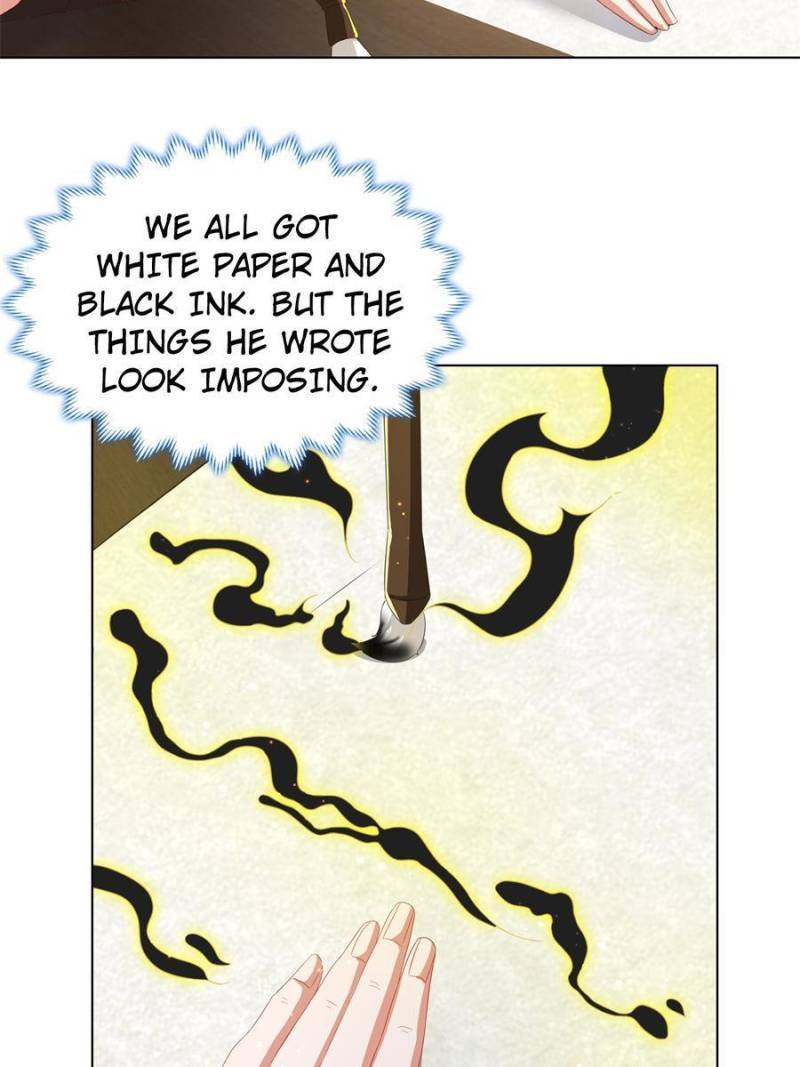 WE ALL GOT
WHITE PAPER AND
BLACK INK. BUT THE
THINGS HE WROTE
LOOK IMPOSING.